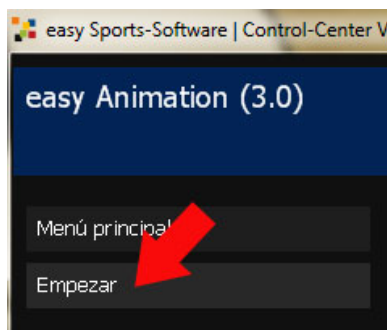 easy Sports-Software | Control-Center V
easy Animation (3.0)
Menú principal
Empezar